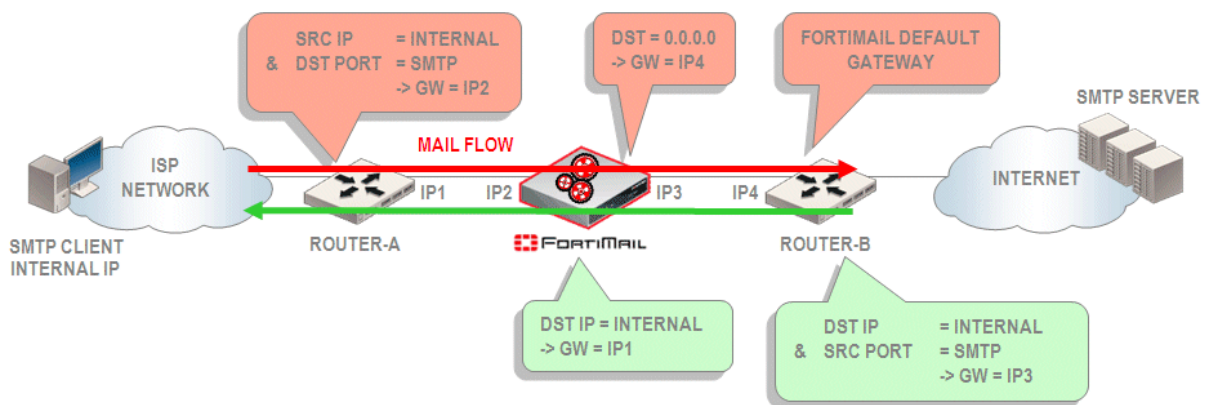 SRC IP = INTERNAL
& DST PORT = SMTP
-> GW = IP2
DST = 0.0.0.0
-> GW = IP4
FORTIMAIL DEFAULT
GATEWAY
SMTP SERVER
MAIL FLOW
ISP
NETWORK
IP1
IP2
IP3
IP4
INTERNET
SMTP CLIENT
INTERNAL IP
ROUTER-A
FORTIMAIL
ROUTER-B
DST IP = INTERNAL
-> GW = IP1
DST IP = INTERNAL
& SRC PORT = SMTP
-> GW = IP3